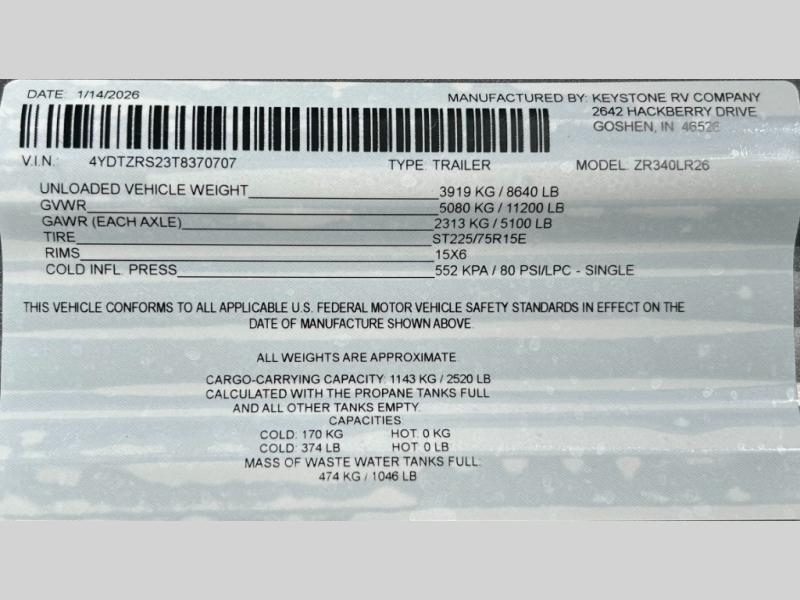 DATE: 1/14/2026
MANUFACTURED BY: KEYSTONE RV COMPANY
2642 HACKBERRY DRIVE
GOSHEN, IN 46526
V.I.N.: 4YDTZRS23T8370707 TYPE: TRAILER MODEL: ZR340LR26
UNLOADED VEHICLE WEIGHT 3919 KG / 8640 LB
GVWR 5080 KG / 11200 LB
GAWR (EACH AXLE) 2313 KG / 5100 LB
TIRE ST225/75R15E
RIMS 15X6
COLD INFL. PRESS 552 KPA / 80 PSI/LPC - SINGLE
THIS VEHICLE CONFORMS TO ALL APPLICABLE U.S. FEDERAL MOTOR VEHICLE SAFETY STANDARDS IN EFFECT ON THE
DATE OF MANUFACTURE SHOWN ABOVE.
ALL WEIGHTS ARE APPROXIMATE
CARGO-CARRYING CAPACITY: 1143 KG / 2520 LB
CALCULATED WITH THE PROPANE TANKS FULL
AND ALL OTHER TANKS EMPTY.
CAPACITIES
COLD: 170 KG HOT: 0 KG
COLD: 374 LB HOT: 0 LB
MASS OF WASTE WATER TANKS FULL:
474 KG / 1046 LB